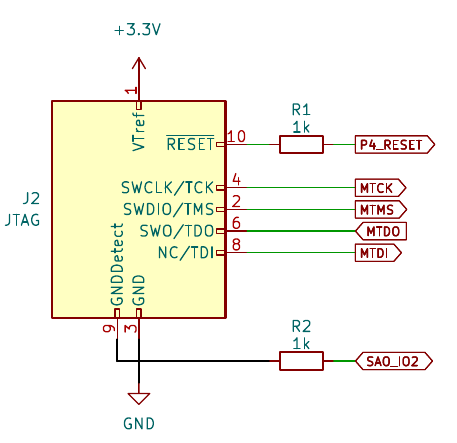 +3.3V
1
VTref
RESET
10
R1
1k
P4_RESET
J2
JTAG
SWCLK/TCK
4
MTCK
SWDIO/TMS
2
MTMS
SWO/TDO
6
MTDO
NC/TDI
8
MTDI
GNDDetect
GND
9
3
R2
1k
SAO_IO2
GND